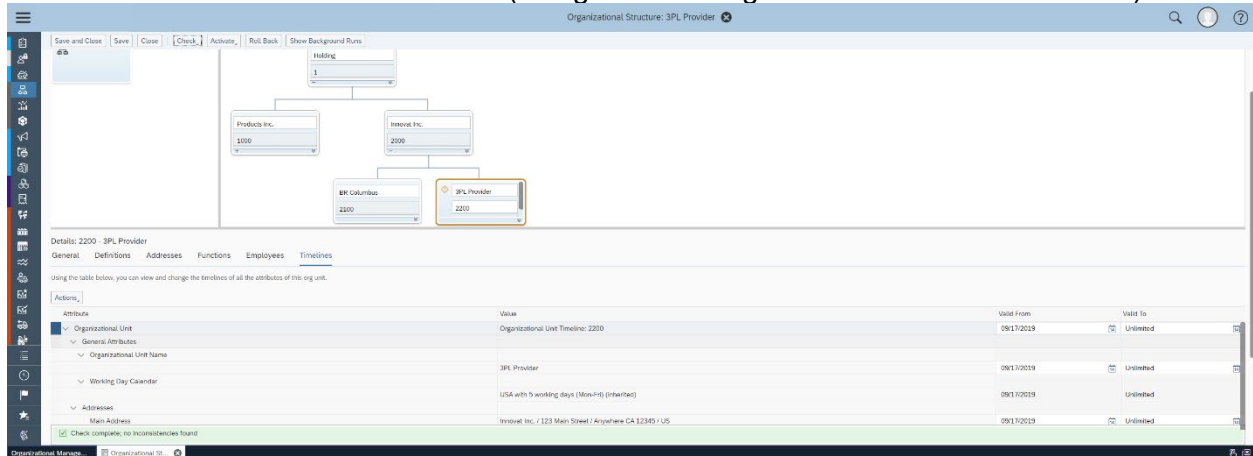 Organizational Structure: 3PL Provider
Save and Close Save Close Check Activate Roll Back Show Background Runs
Holding
1
Products Inc. Innovat Inc.
1000 2000
BR Columbus 3PL Provider
2100 2200
Details: 2200 - 3PL Provider
General Definitions Addresses Functions Employees Timelines
Using the table below, you can view and change the timelines of all the attributes of this org unit.
Actions
Attribute Value Valid From Valid To
Organizational Unit Organizational Unit Timeline: 2200 09/17/2019 Unlimited
General Attributes
Organizational Unit Name
3PL Provider 09/17/2019 Unlimited
Working Day Calendar
USA with 5 working days (Mon-Fri) (Inherited) 09/17/2019 Unlimited
Addresses
Main Address Innovat Inc. / 123 Main Street / Anywhere CA 12345 / US 09/17/2019 Unlimited
Check complete; no inconsistencies found
Organizational Manage... Organizational St...